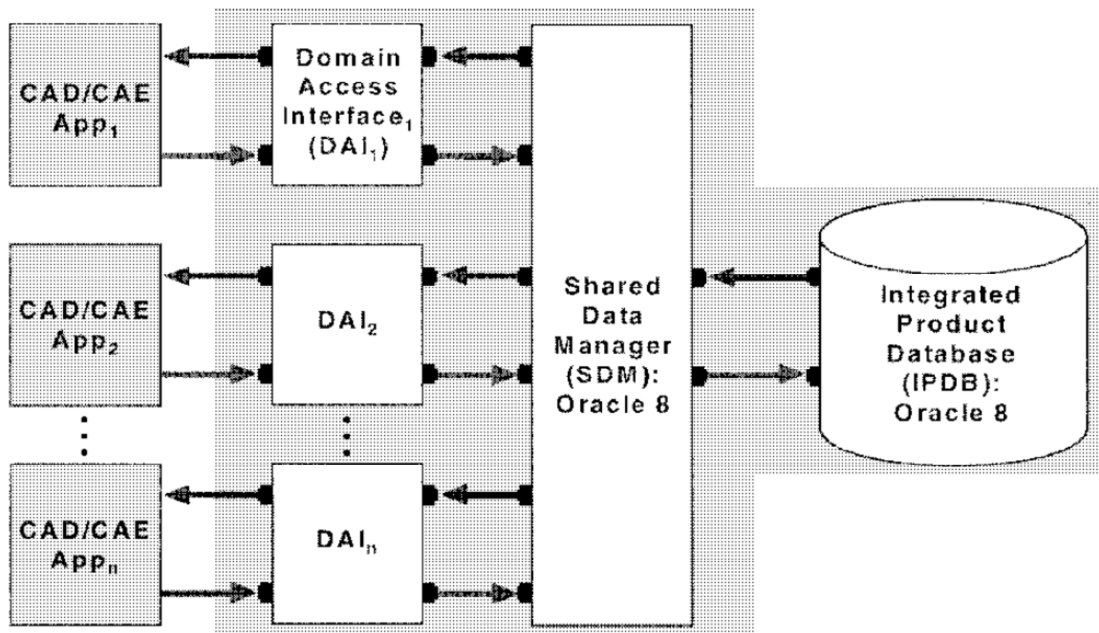 CAD/CAE
App₁
Domain
Access
Interface₁
(DAI₁)
CAD/CAE
App₂
DAI₂
CAD/CAE
Appₙ
DAIₙ
Shared
Data
Manager
(SDM):
Oracle 8
Integrated
Product
Database
(IPDB):
Oracle 8